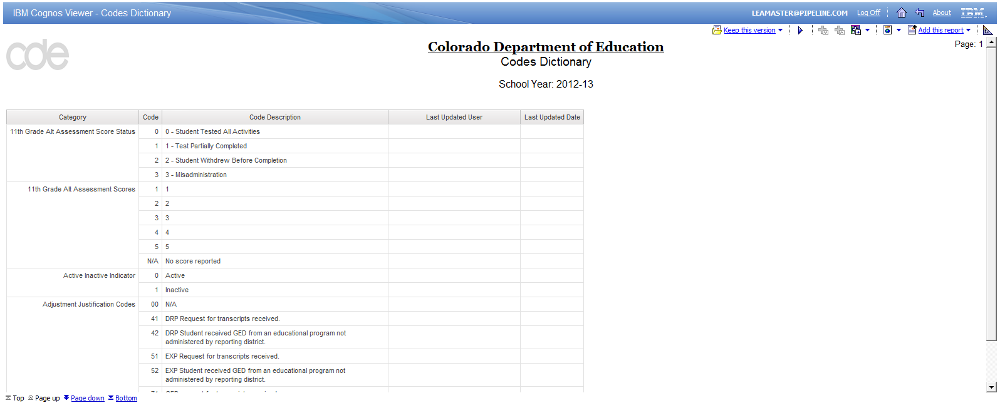 IBM Cognos Viewer - Codes Dictionary LEAMASTER@PIPELINE.COM Log Off About IBM.
Keep this version Add this report
cde
Colorado Department of Education
Page: 1
Codes Dictionary
School Year: 2012-13
Category Code Code Description Last Updated User Last Updated Date
11th Grade Alt Assessment Score Status 0 0 - Student Tested All Activities
1 1 - Test Partially Completed
2 2 - Student Withdrew Before Completion
3 3 - Misadministration
11th Grade Alt Assessment Scores 1 1
2 2
3 3
4 4
5 5
N/A No score reported
Active Inactive Indicator 0 Active
1 Inactive
Adjustment Justification Codes 00 N/A
41 DRP Request for transcripts received.
42 DRP Student received GED from an educational program not
administered by reporting district.
51 EXP Request for transcripts received.
52 EXP Student received GED from an educational program not
administered by reporting district.
Top Page up Page down Bottom